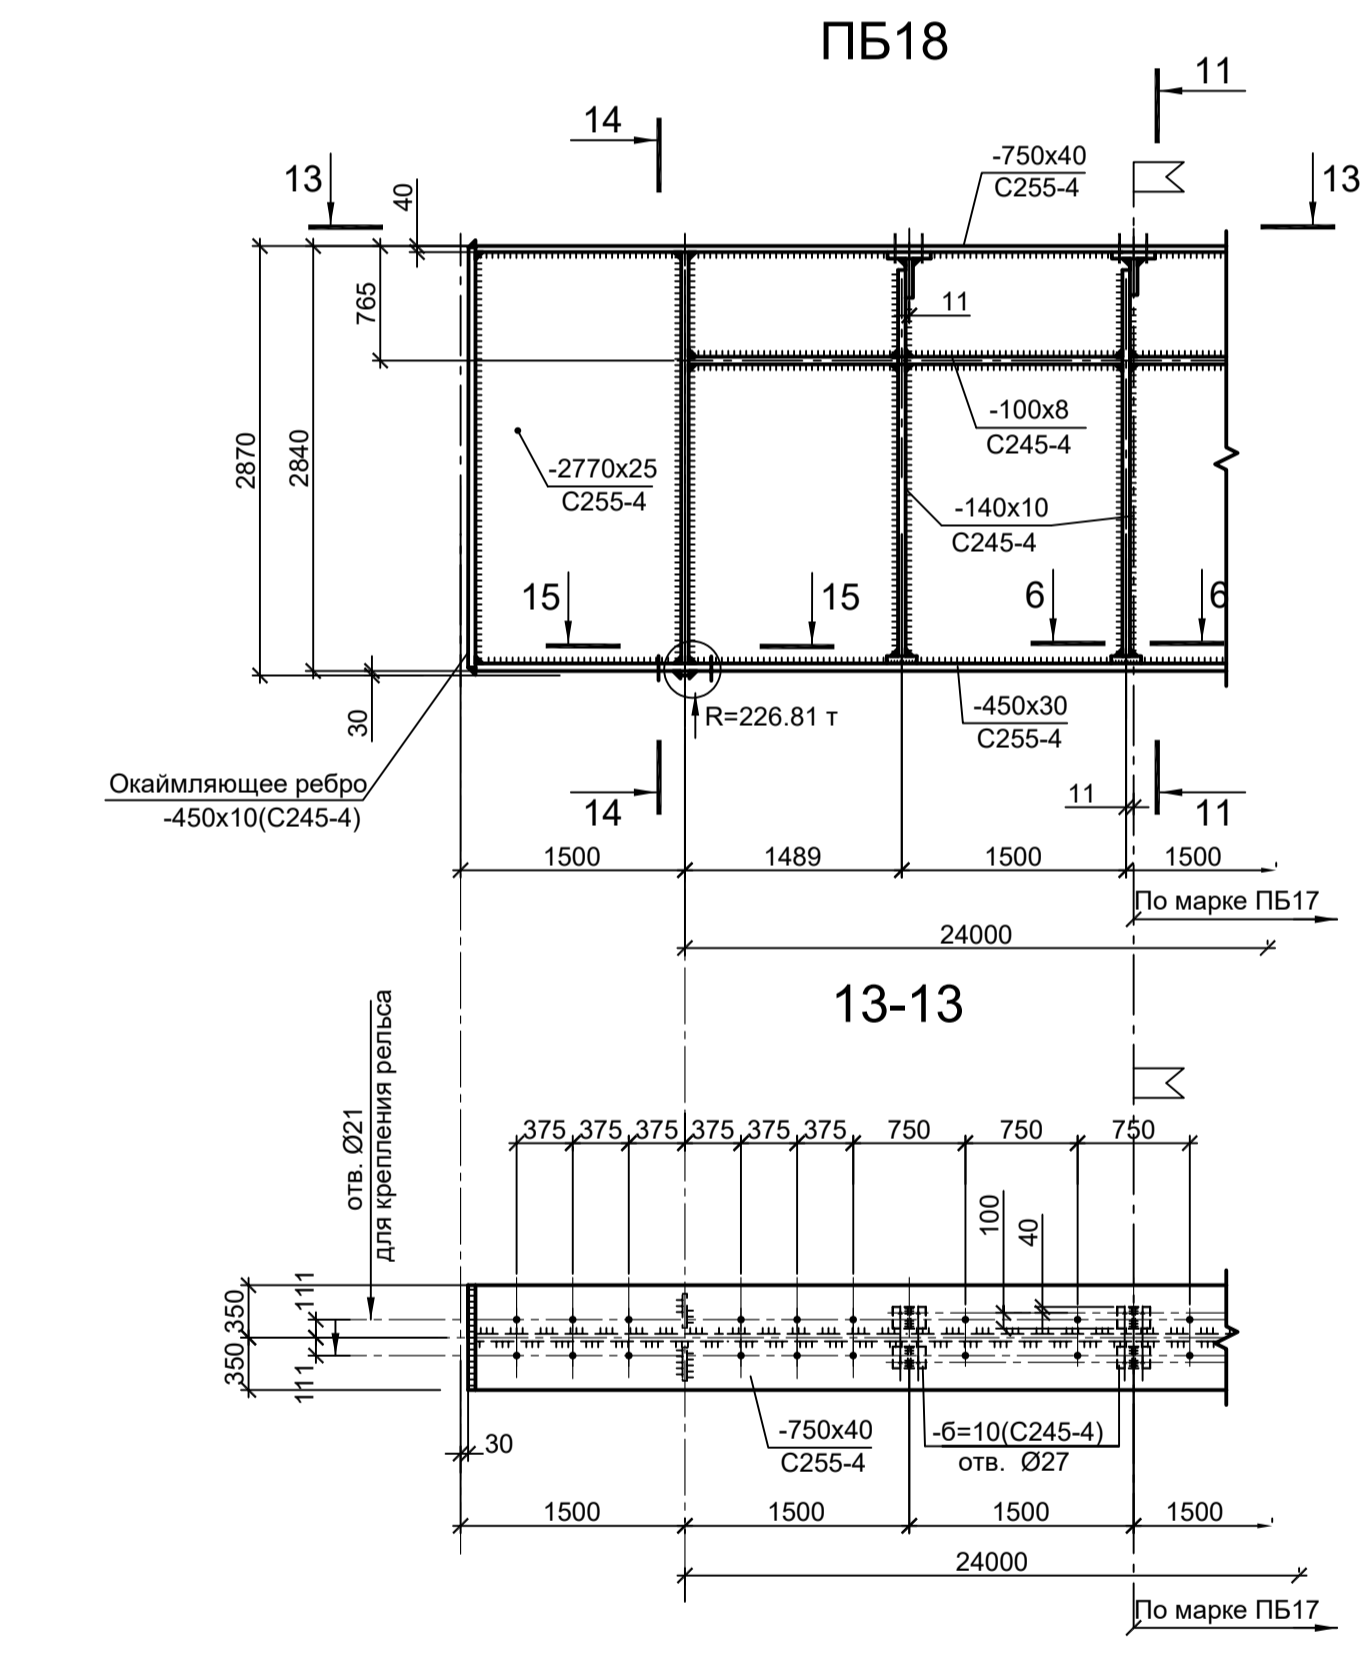 ПБ18
11
14
13
13
-750x40
С255-4
40
765
11
2870
2840
-100x8
С245-4
-2770x25
С255-4
-140x10
С245-4
15
15
6
6
30
R=226.81 т
-450x30
С255-4
Окаймляющее ребро
-450x10(С245-4)
14
11
11
1500
1489
1500
1500
По марке ПБ17
24000
13-13
отв. Ø21
для крепления рельса
375
375
375
375
375
375
750
750
750
100
40
350
350
111
111
-750x40
С255-4
-б=10(С245-4)
отв. Ø27
30
1500
1500
1500
1500
24000
По марке ПБ17